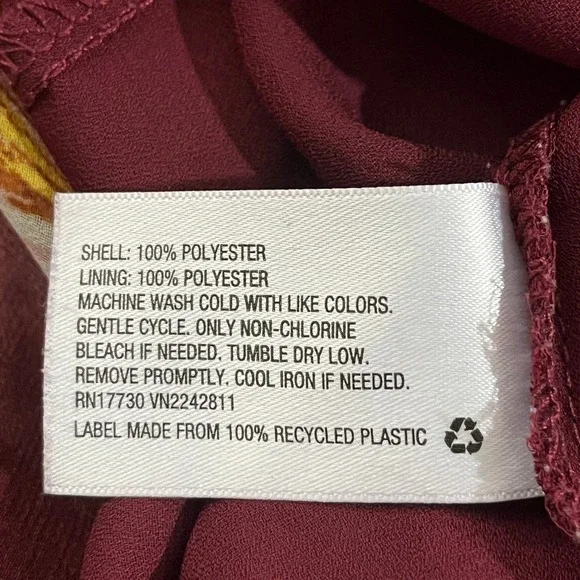 SHELL: 100% POLYESTER
LINING: 100% POLYESTER
MACHINE WASH COLD WITH LIKE COLORS.
GENTLE CYCLE. ONLY NON-CHLORINE
BLEACH IF NEEDED. TUMBLE DRY LOW.
REMOVE PROMPTLY. COOL IRON IF NEEDED.
RN17730 VN2242811
LABEL MADE FROM 100% RECYCLED PLASTIC